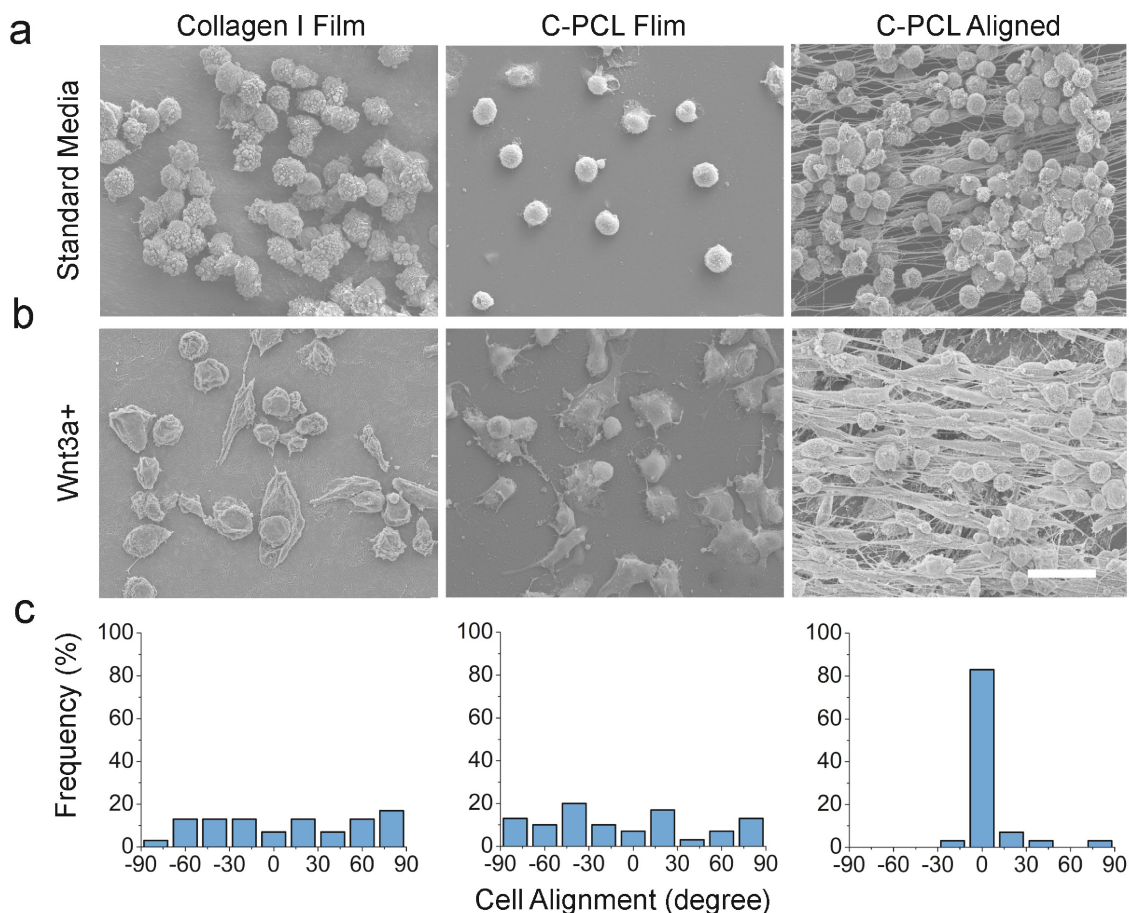 a
Collagen I Film
C-PCL Flim
C-PCL Aligned
Standard Media
b
Wnt3a+
c
Frequency (%)
100
80
60
40
20
0
-90 -60 -30 0 30 60 90
100
80
60
40
20
0
-90 -60 -30 0 30 60 90
100
80
60
40
20
0
-90 -60 -30 0 30 60 90
Cell Alignment (degree)